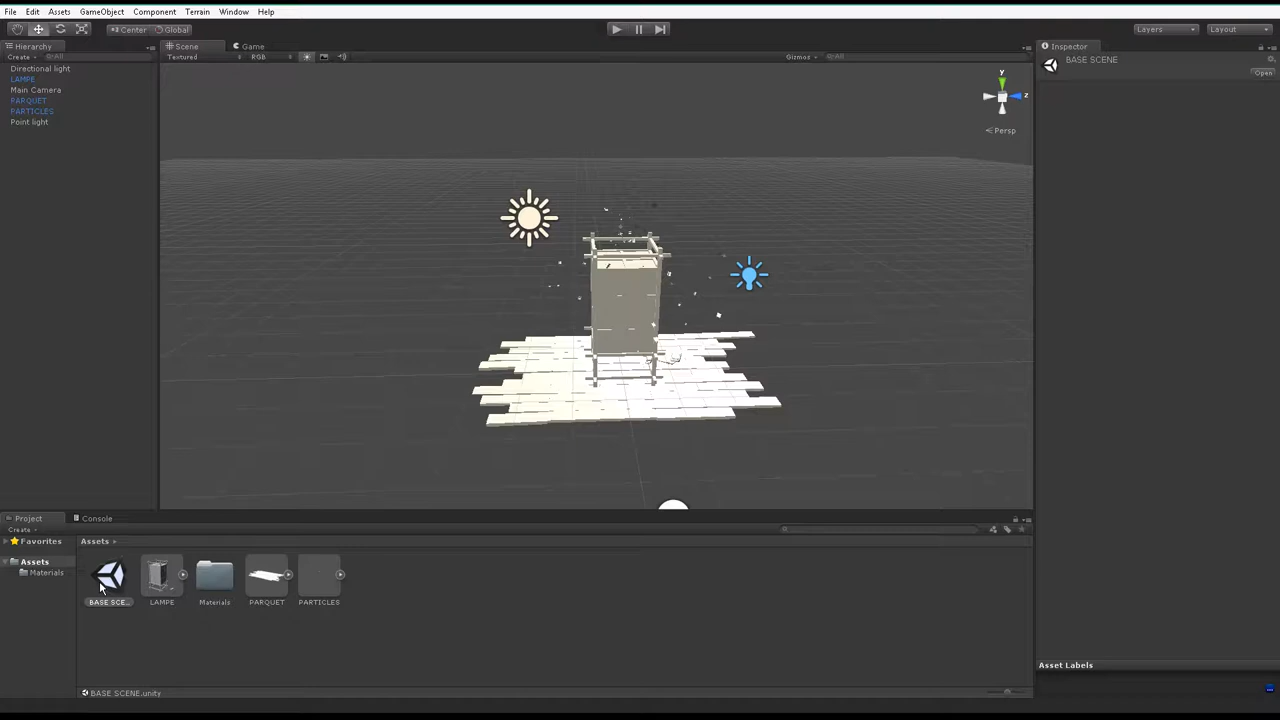 File Edit Assets GameObject Component Terrain Window Help
Center Global Layers Layout
Hierarchy Scene Game Inspector
Create All Textured RGB Gizmos All BASE SCENE
Open
Directional light
LAMPE
Main Camera
PARQUET
PARTICLES
Point light
y
z
Persp
Project Console
Create
Favorites Assets
Assets
Materials
BASE SCE... LAMPE Materials PARQUET PARTICLES
Asset Labels
BASE SCENE.unity